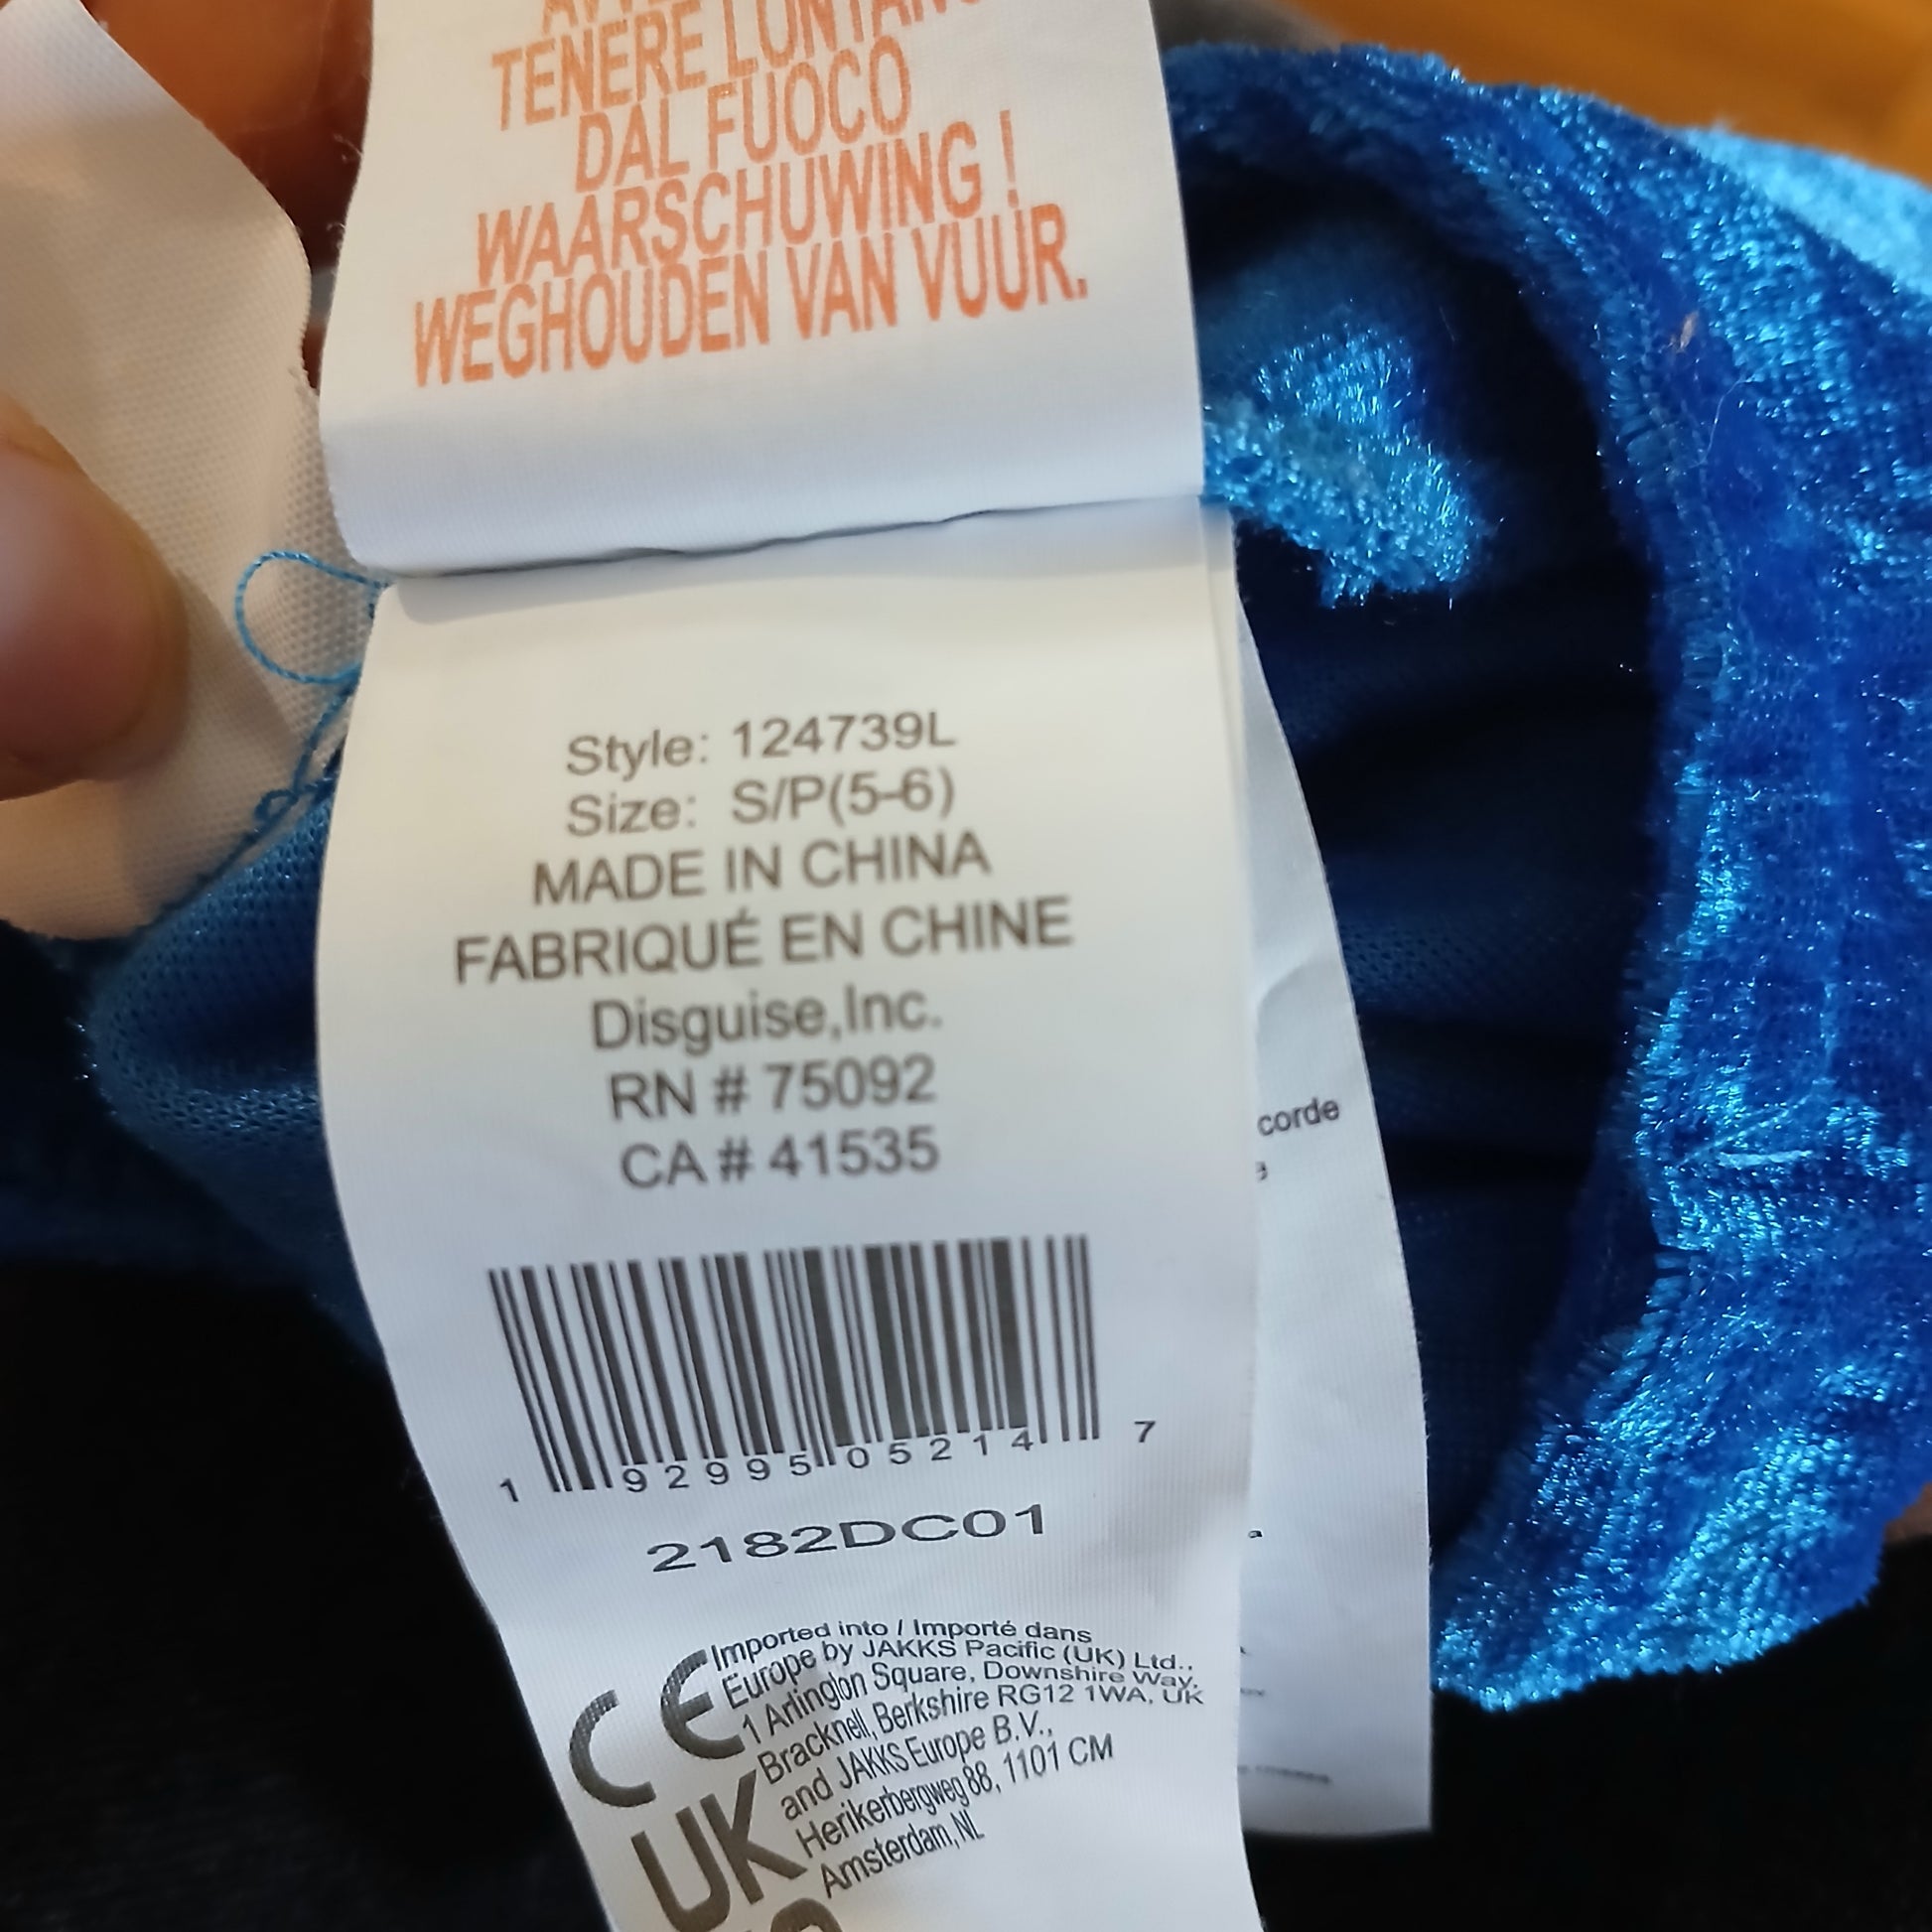 TENERE LONTANO
DAL FUOCO
WAARSCHUWING !
WEGHOUDEN VAN VUUR.
Style: 124739L
Size: S/P(5-6)
MADE IN CHINA
FABRIQUÉ EN CHINE
Disguise,Inc.
RN # 75092
CA # 41535
1 92995 05214 7
2182DC01
CE
Imported into / Importé dans
Europe by JAKKS Pacific (UK) Ltd.,
1 Arlington Square, Downshire Way,
Bracknell, Berkshire RG12 1WA, UK
and JAKKS Europe B.V.,
Herikerbergweg 88, 1101 CM
Amsterdam, NL
UK
corde